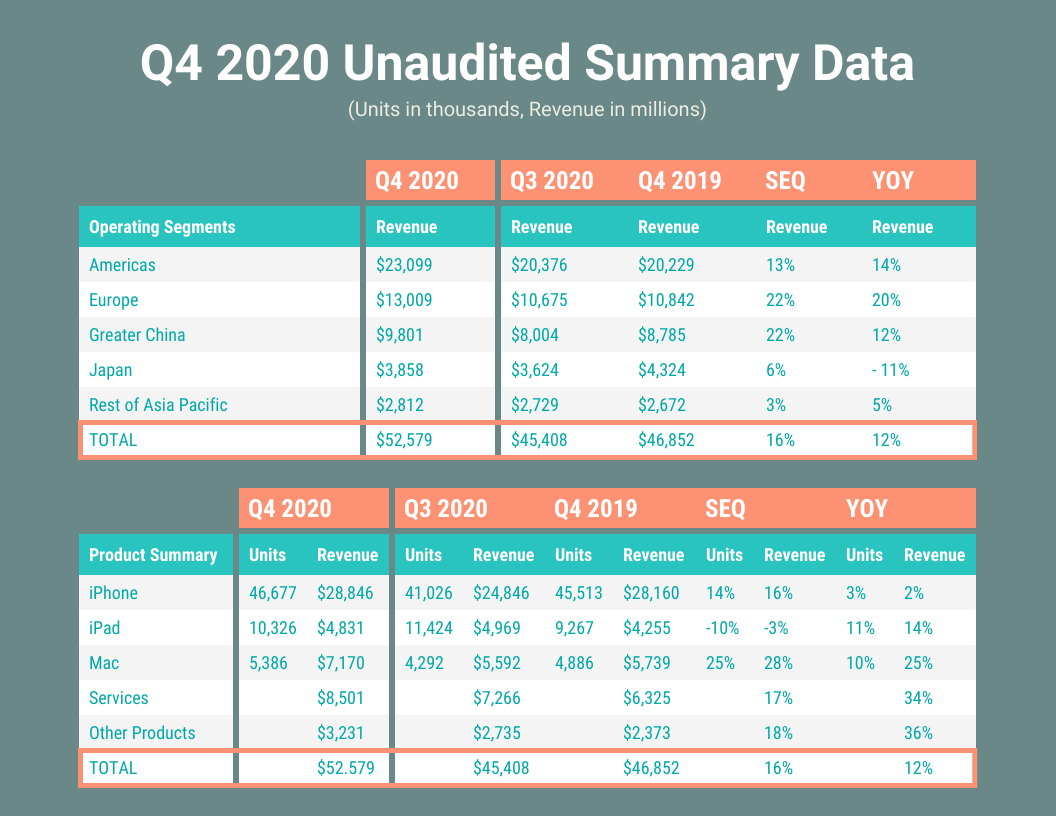 Q4 2020 Unaudited Summary Data
(Units in thousands, Revenue in millions)
Q4 2020 Q3 2020 Q4 2019 SEQ YOY
Operating Segments Revenue Revenue Revenue Revenue Revenue
Americas $23,099 $20,376 $20,229 13% 14%
Europe $13,009 $10,675 $10,842 22% 20%
Greater China $9,801 $8,004 $8,785 22% 12%
Japan $3,858 $3,624 $4,324 6% - 11%
Rest of Asia Pacific $2,812 $2,729 $2,672 3% 5%
TOTAL $52,579 $45,408 $46,852 16% 12%
Q4 2020 Q3 2020 Q4 2019 SEQ YOY
Product Summary Units Revenue Units Revenue Units Revenue Units Revenue Units Revenue
iPhone 46,677 $28,846 41,026 $24,846 45,513 $28,160 14% 16% 3% 2%
iPad 10,326 $4,831 11,424 $4,969 9,267 $4,255 -10% -3% 11% 14%
Mac 5,386 $7,170 4,292 $5,592 4,886 $5,739 25% 28% 10% 25%
Services $8,501 $7,266 $6,325 17% 34%
Other Products $3,231 $2,735 $2,373 18% 36%
TOTAL $52.579 $45,408 $46,852 16% 12%